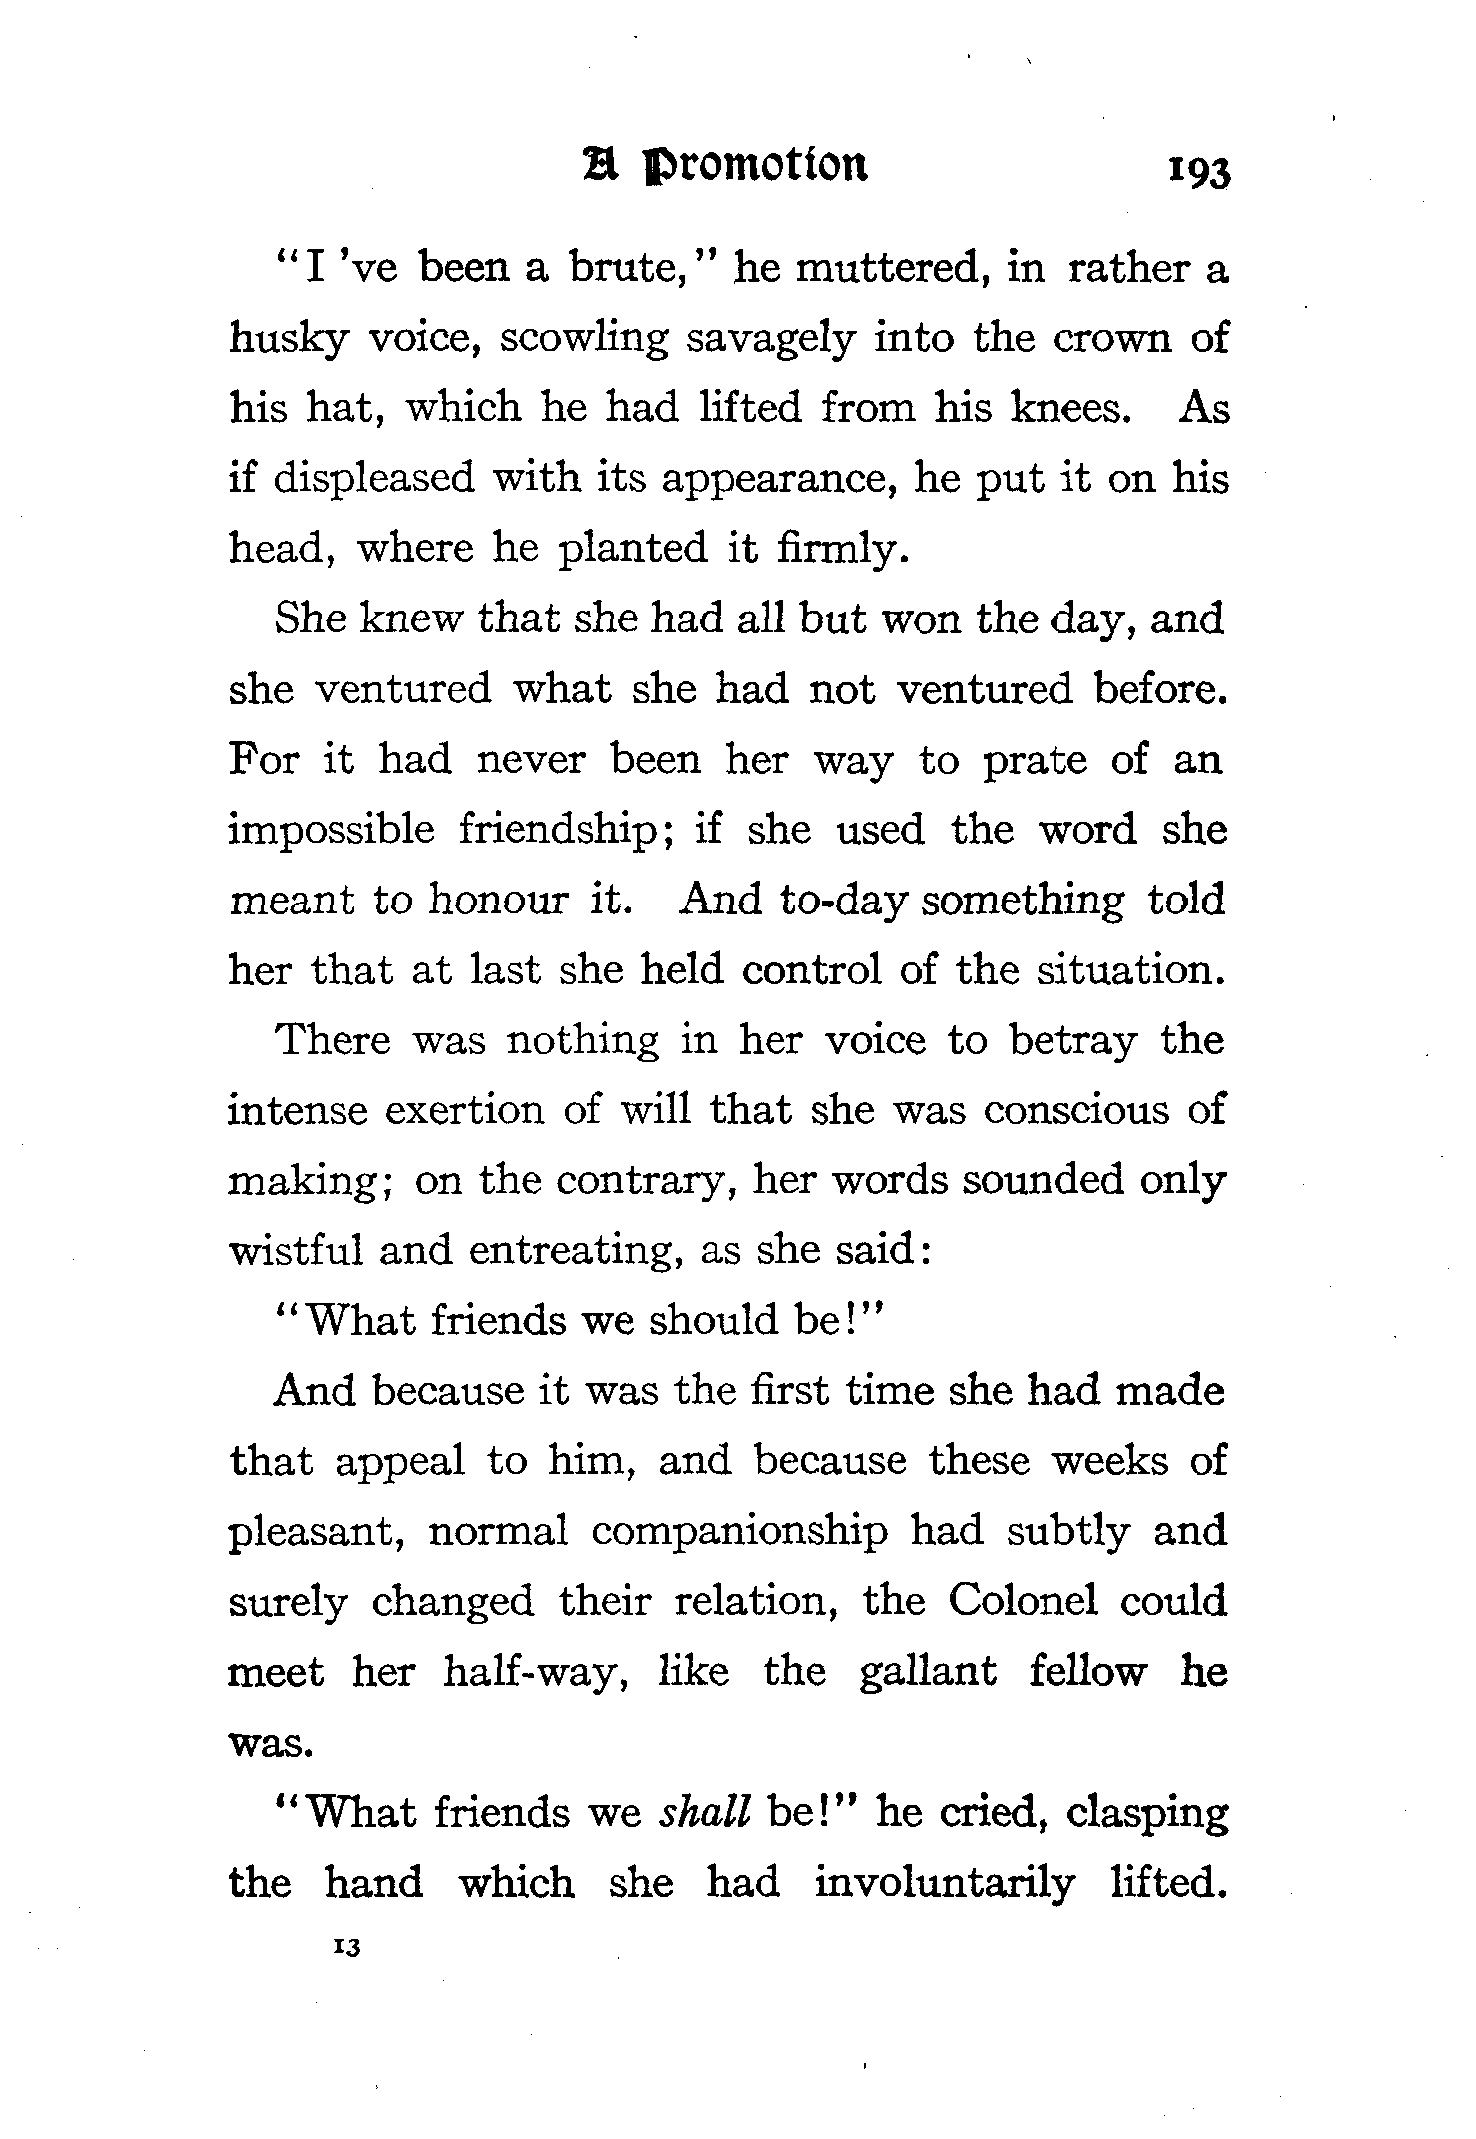 A Promotion 193
"I 've been a brute," he muttered, in rather a
husky voice, scowling savagely into the crown of
his hat, which he had lifted from his knees. As
if displeased with its appearance, he put it on his
head, where he planted it firmly.
She knew that she had all but won the day, and
she ventured what she had not ventured before.
For it had never been her way to prate of an
impossible friendship; if she used the word she
meant to honour it. And to-day something told
her that at last she held control of the situation.
There was nothing in her voice to betray the
intense exertion of will that she was conscious of
making; on the contrary, her words sounded only
wistful and entreating, as she said:
"What friends we should be!"
And because it was the first time she had made
that appeal to him, and because these weeks of
pleasant, normal companionship had subtly and
surely changed their relation, the Colonel could
meet her half-way, like the gallant fellow he
was.
"What friends we shall be!" he cried, clasping
the hand which she had involuntarily lifted.
13